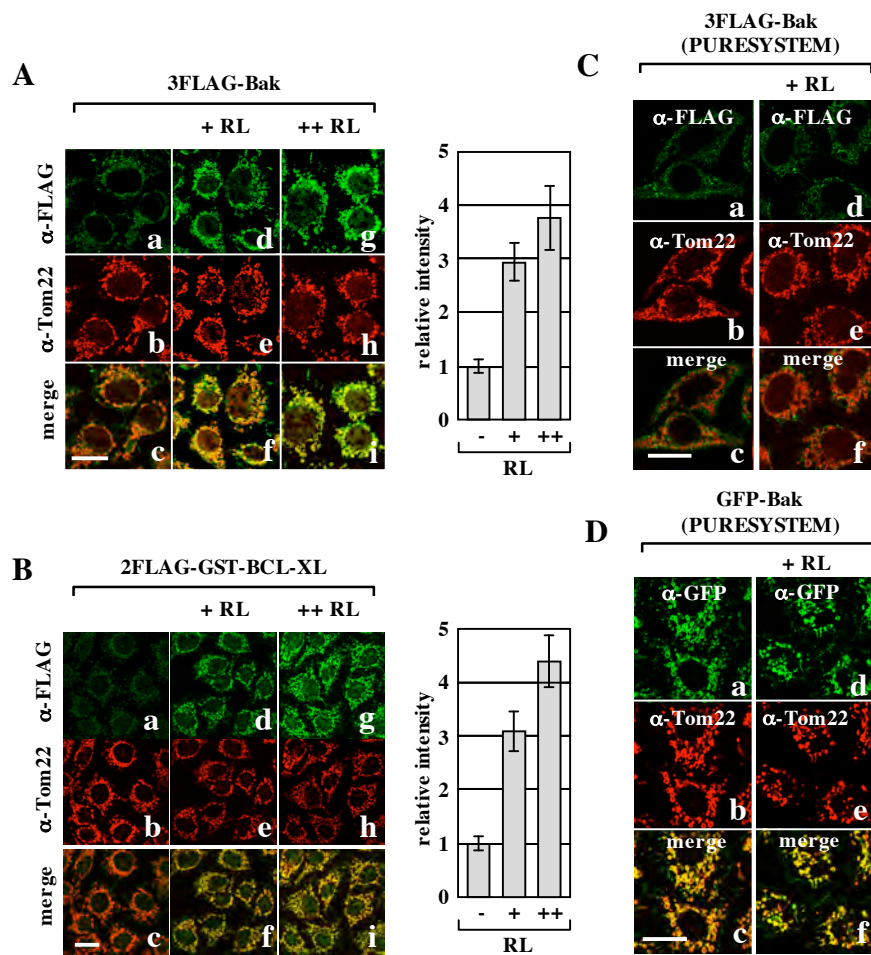 A
3FLAG-Bak
+ RL
++ RL
α-FLAG
a
d
g
α-Tom22
b
e
h
merge
c
f
i
relative intensity
5
4
3
2
1
0
-
+
++
RL
B
2FLAG-GST-BCL-XL
+ RL
++ RL
α-FLAG
a
d
g
α-Tom22
b
e
h
merge
c
f
i
relative intensity
5
4
3
2
1
0
-
+
++
RL
C
3FLAG-Bak
(PURESYSTEM)
+ RL
α-FLAG
α-FLAG
a
d
α-Tom22
α-Tom22
b
e
merge
merge
c
f
D
GFP-Bak
(PURESYSTEM)
+ RL
α-GFP
α-GFP
a
d
α-Tom22
α-Tom22
b
e
merge
merge
c
f